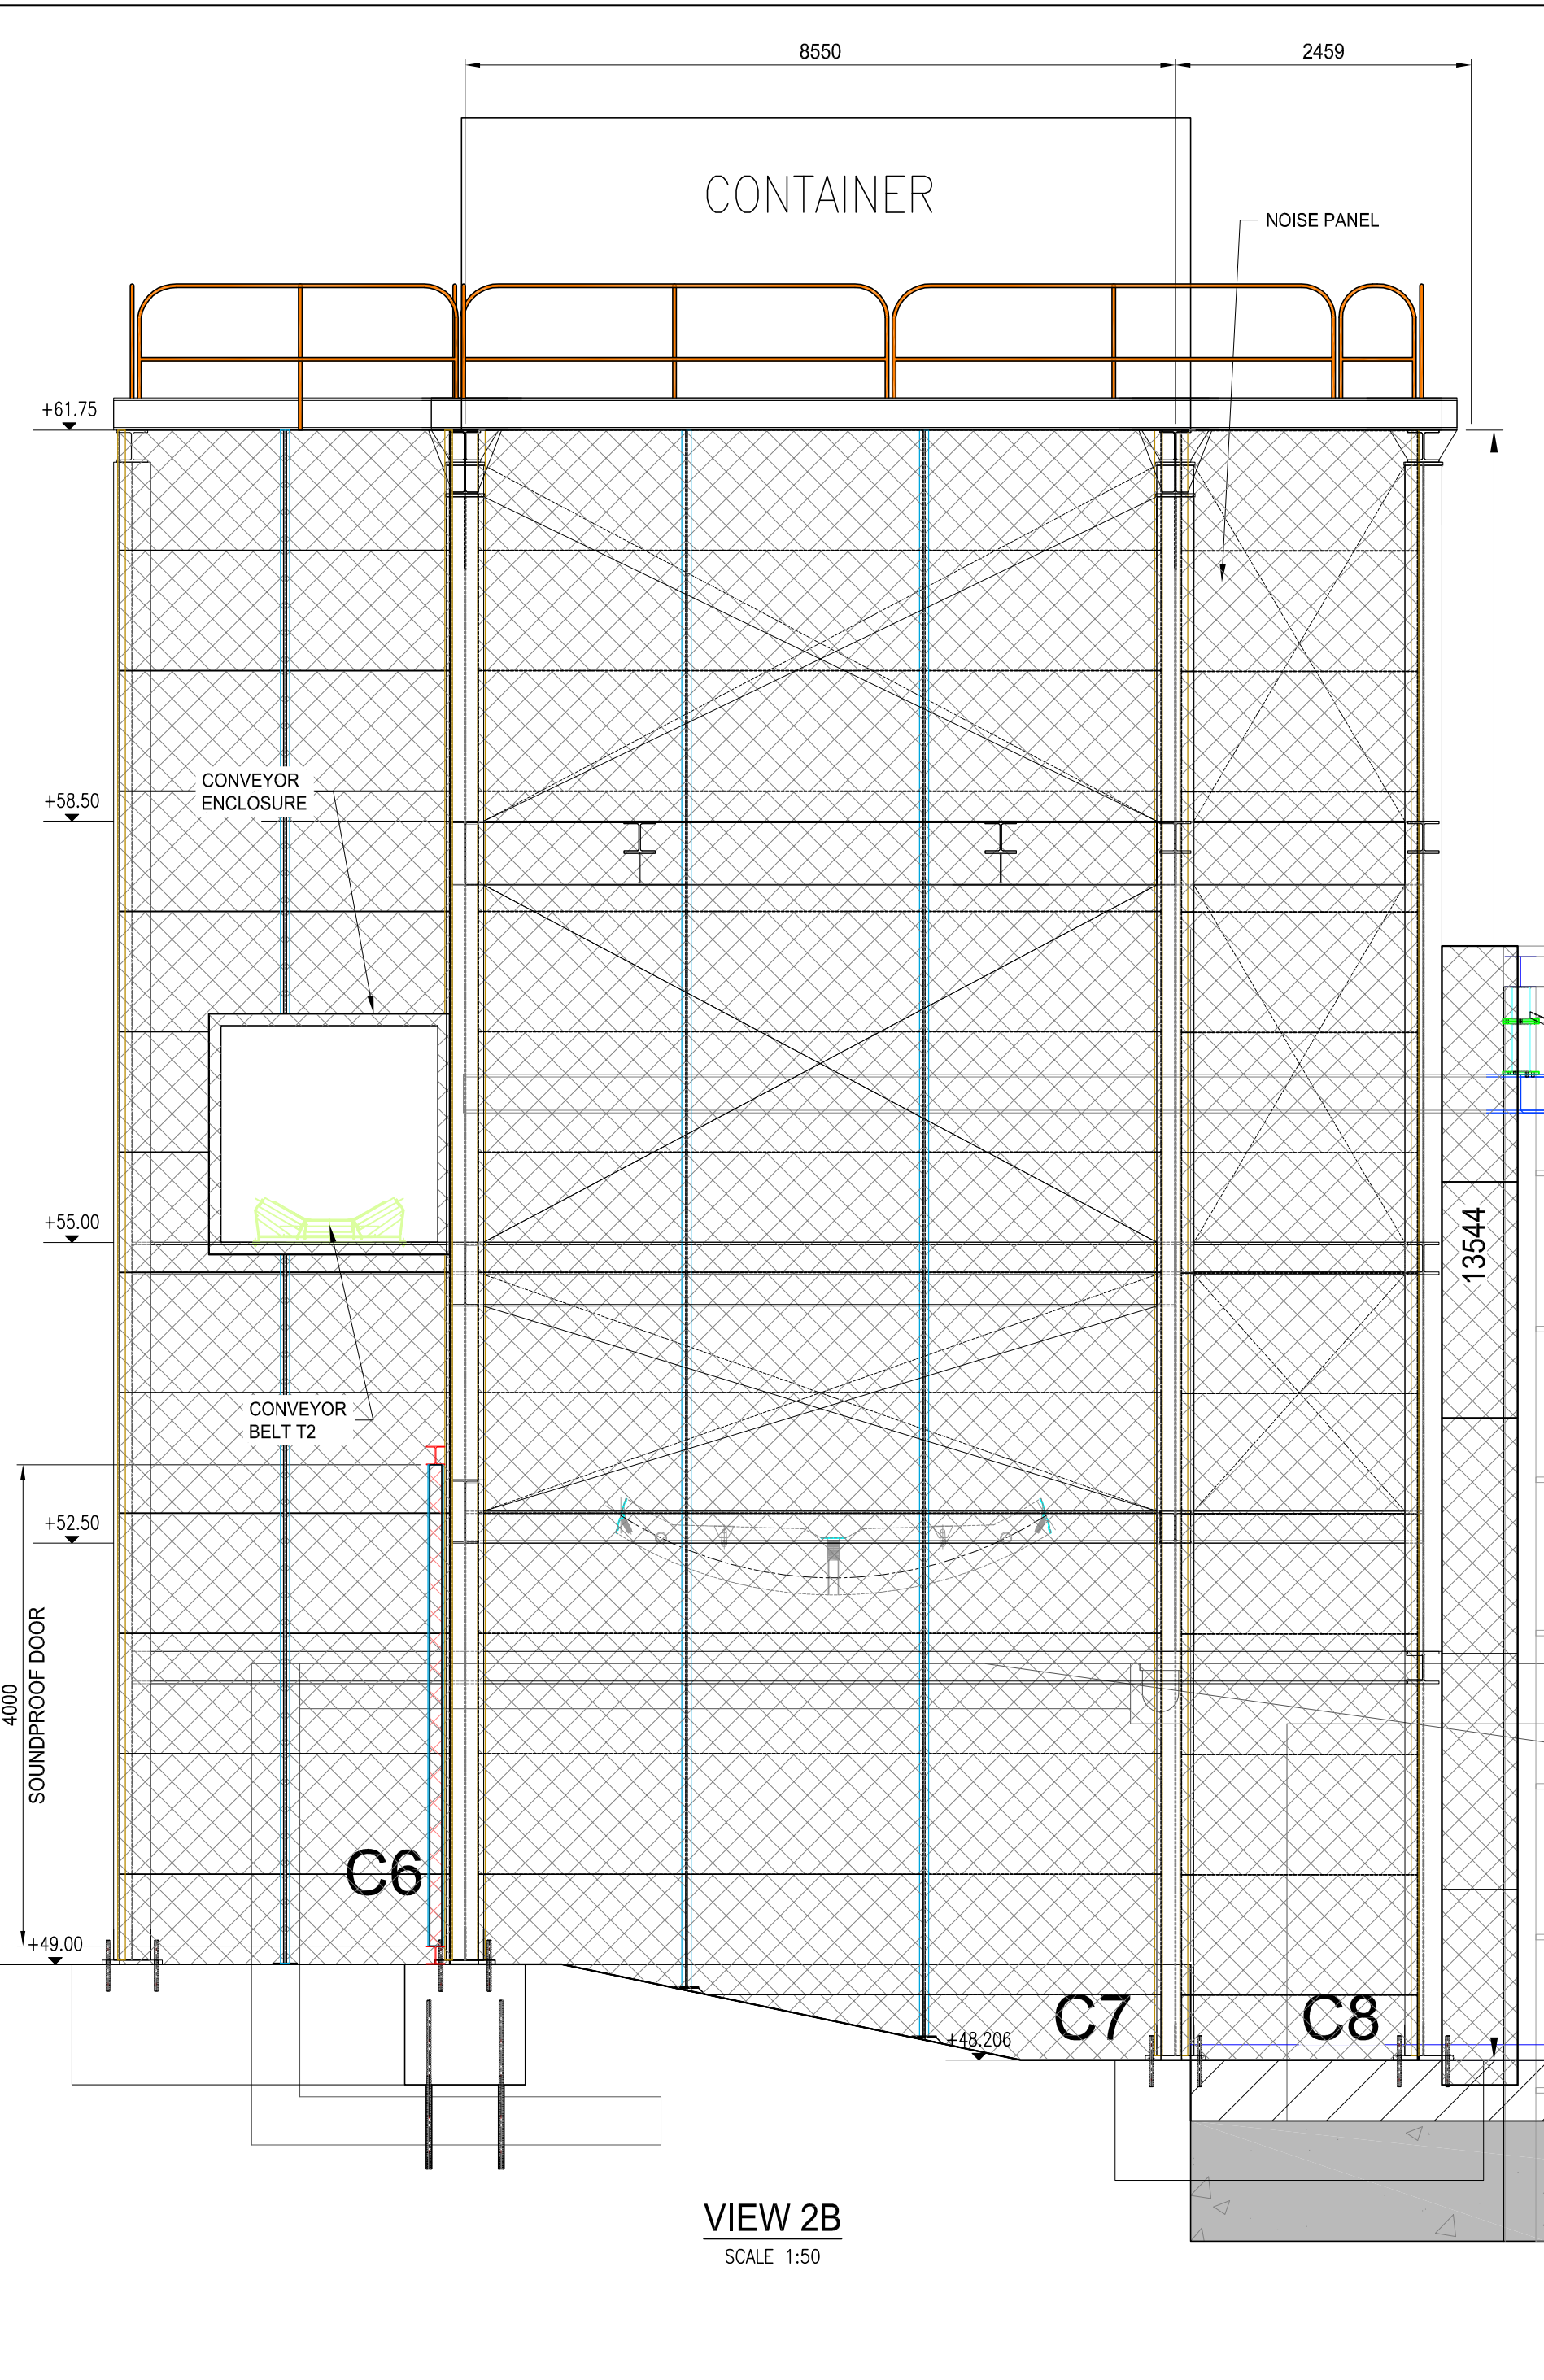 8550
2459
CONTAINER
NOISE PANEL
+61.75
CONVEYOR
ENCLOSURE
+58.50
+55.00
13544
CONVEYOR
BELT T2
+52.50
4000
SOUNDPROOF DOOR
C6
+49.00
C7
C8
+48.206
VIEW 2B
SCALE 1:50